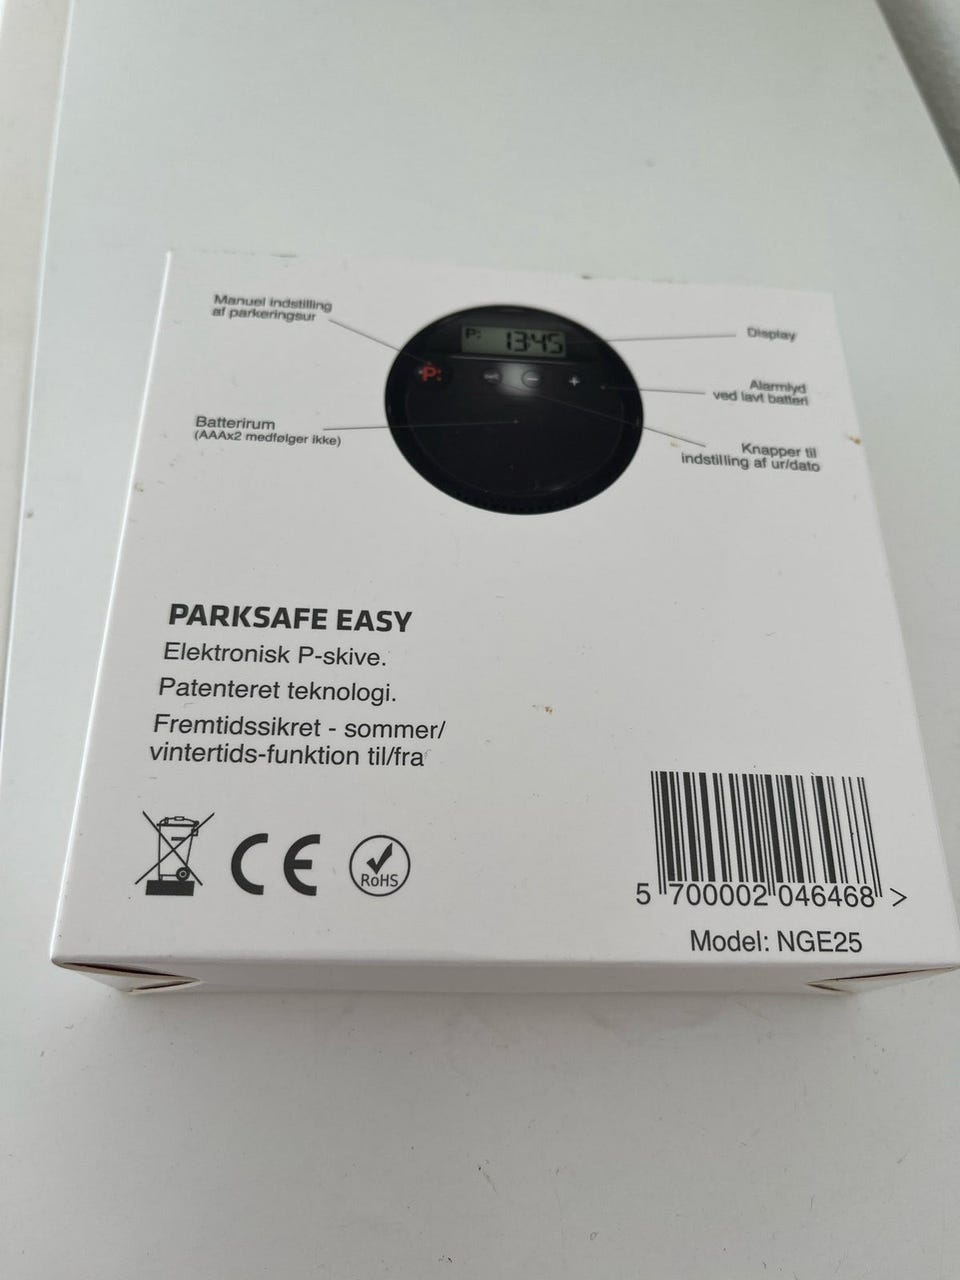 Manuel indstilling
af parkeringsur
P: 13:45
Display
P:
set - +
Alarmlyd
ved lavt batteri
Batterirum
(AAAx2 medfølger ikke)
Knapper til
indstilling af ur/dato
PARKSAFE EASY
Elektronisk P-skive.
Patenteret teknologi.
Fremtidssikret - sommer/
vintertids-funktion til/fra
CE
RoHS
5 700002 046468 >
Model: NGE25